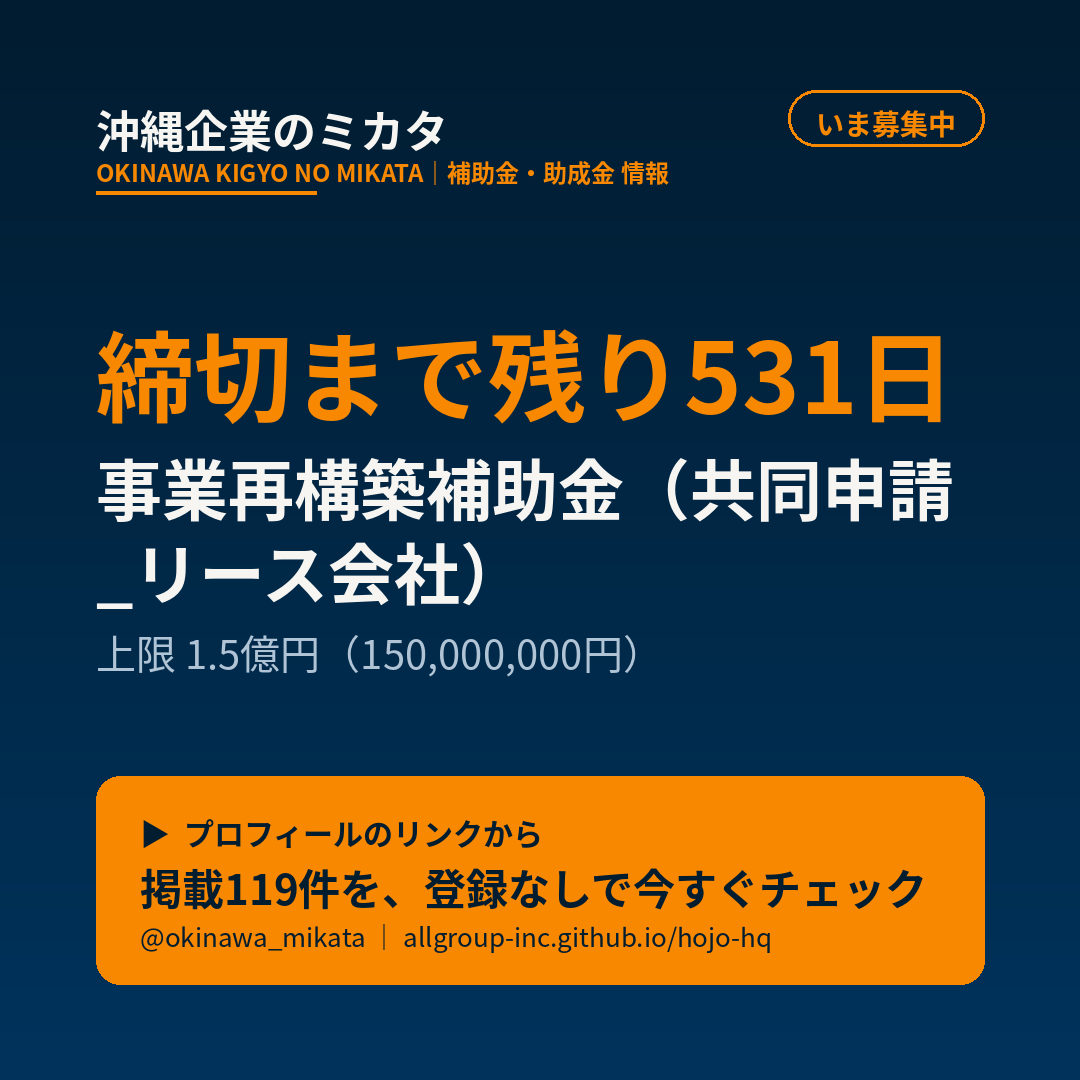 沖縄企業のミカタ
いま募集中
OKINAWA KIGYO NO MIKATA｜補助金・助成金 情報
締切まで残り531日
事業再構築補助金（共同申請
_リース会社）
上限 1.5億円（150,000,000円）
▶ プロフィールのリンクから
掲載119件を、登録なしで今すぐチェック
@okinawa_mikata ｜ allgroup-inc.github.io/hojo-hq